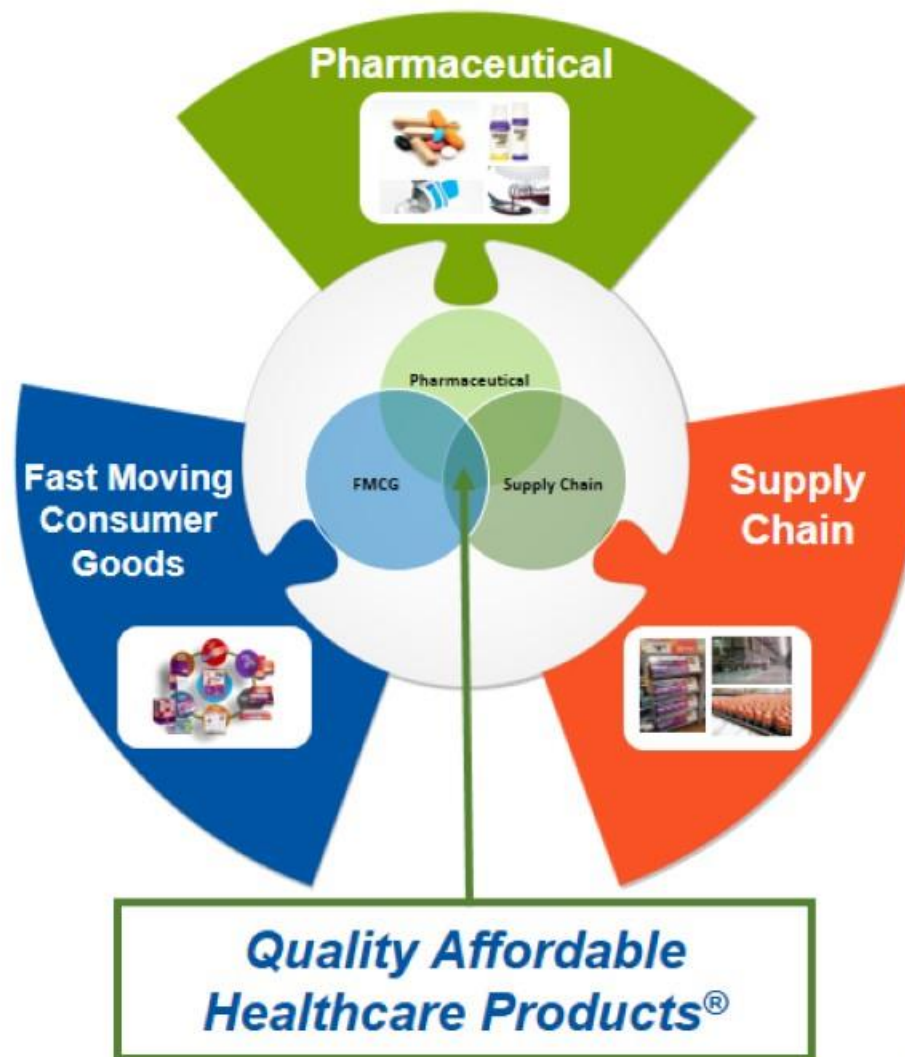 Pharmaceutical
Pharmaceutical
FMCG
Supply Chain
Fast Moving
Consumer
Goods
Supply
Chain
Quality Affordable
Healthcare Products®